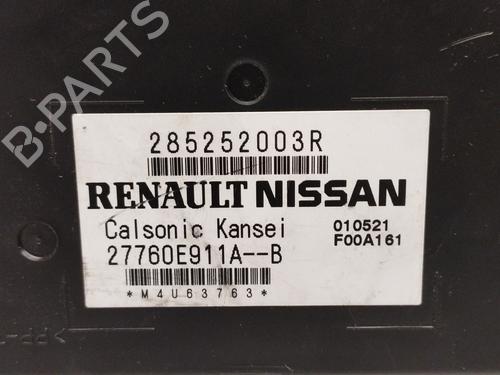 B-PARTS
285252003R
RENAULT NISSAN
Calsonic Kansei
010521
F00A161
27760E911A--B
*M4U63763*